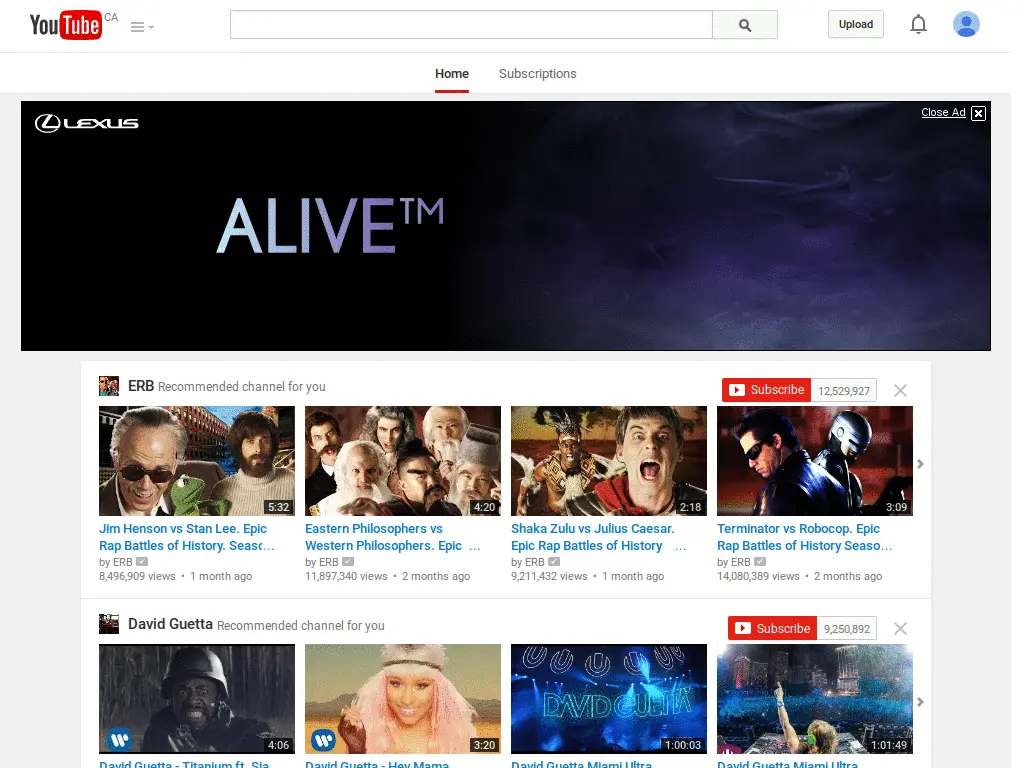 YouTube CA
Upload
Home Subscriptions
LEXUS
Close Ad
ALIVE™
ERB Recommended channel for you
Subscribe 12,529,927
5:32
4:20
2:18
3:09
Jim Henson vs Stan Lee. Epic
Rap Battles of History. Seasc...
by ERB
8,496,909 views • 1 month ago
Eastern Philosophers vs
Western Philosophers. Epic ...
by ERB
11,897,340 views • 2 months ago
Shaka Zulu vs Julius Caesar.
Epic Rap Battles of History ...
by ERB
9,211,432 views • 1 month ago
Terminator vs Robocop. Epic
Rap Battles of History Seaso...
by ERB
14,080,389 views • 2 months ago
David Guetta Recommended channel for you
Subscribe 9,250,892
4:06
3:20
DAVID GUETTA
1:00:03
1:01:49
David Guetta - Titanium ft. Sia
David Guetta - Hey Mama
David Guetta Miami Ultra
David Guetta Miami Ultra